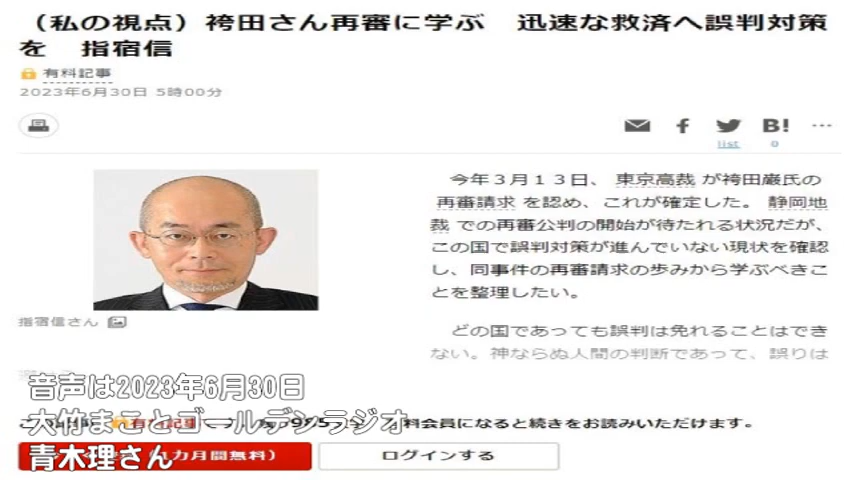 （私の視点）袴田さん再審に学ぶ　迅速な救済へ誤判対策
を　指宿信
有料記事
2023年6月30日 5時00分
list
B!
0
今年３月１３日、東京高裁 が袴田巌氏の
再審請求 を認め、これが確定した。静岡地
裁 での再審公判の開始が待たれる状況だが、
この国で誤判対策が進んでいない現状を確認
し、同事件の再審請求の歩みから学ぶべきこ
とを整理したい。
指宿信さん
どの国であっても誤判は免れることはでき
ない。神ならぬ人間の判断であって、誤りは
音声は2023年6月30日
大竹まことゴールデンラジオ
青木理さん
有料記事
料会員になると続きをお読みいただけます。
カ月間無料）
ログインする